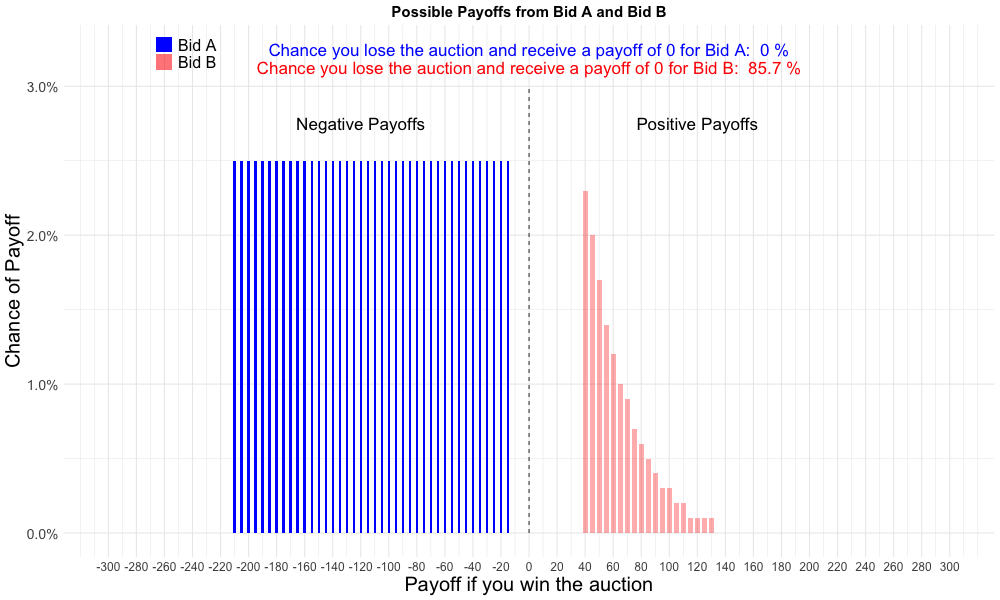 Possible Payoffs from Bid A and Bid B
Bid A
Bid B
Chance you lose the auction and receive a payoff of 0 for Bid A:  0 %
Chance you lose the auction and receive a payoff of 0 for Bid B:  85.7 %
Negative Payoffs
Positive Payoffs
3.0%
2.0%
1.0%
0.0%
Chance of Payoff
-300 -280 -260 -240 -220 -200 -180 -160 -140 -120 -100 -80 -60 -40 -20 0 20 40 60 80 100 120 140 160 180 200 220 240 260 280 300
Payoff if you win the auction